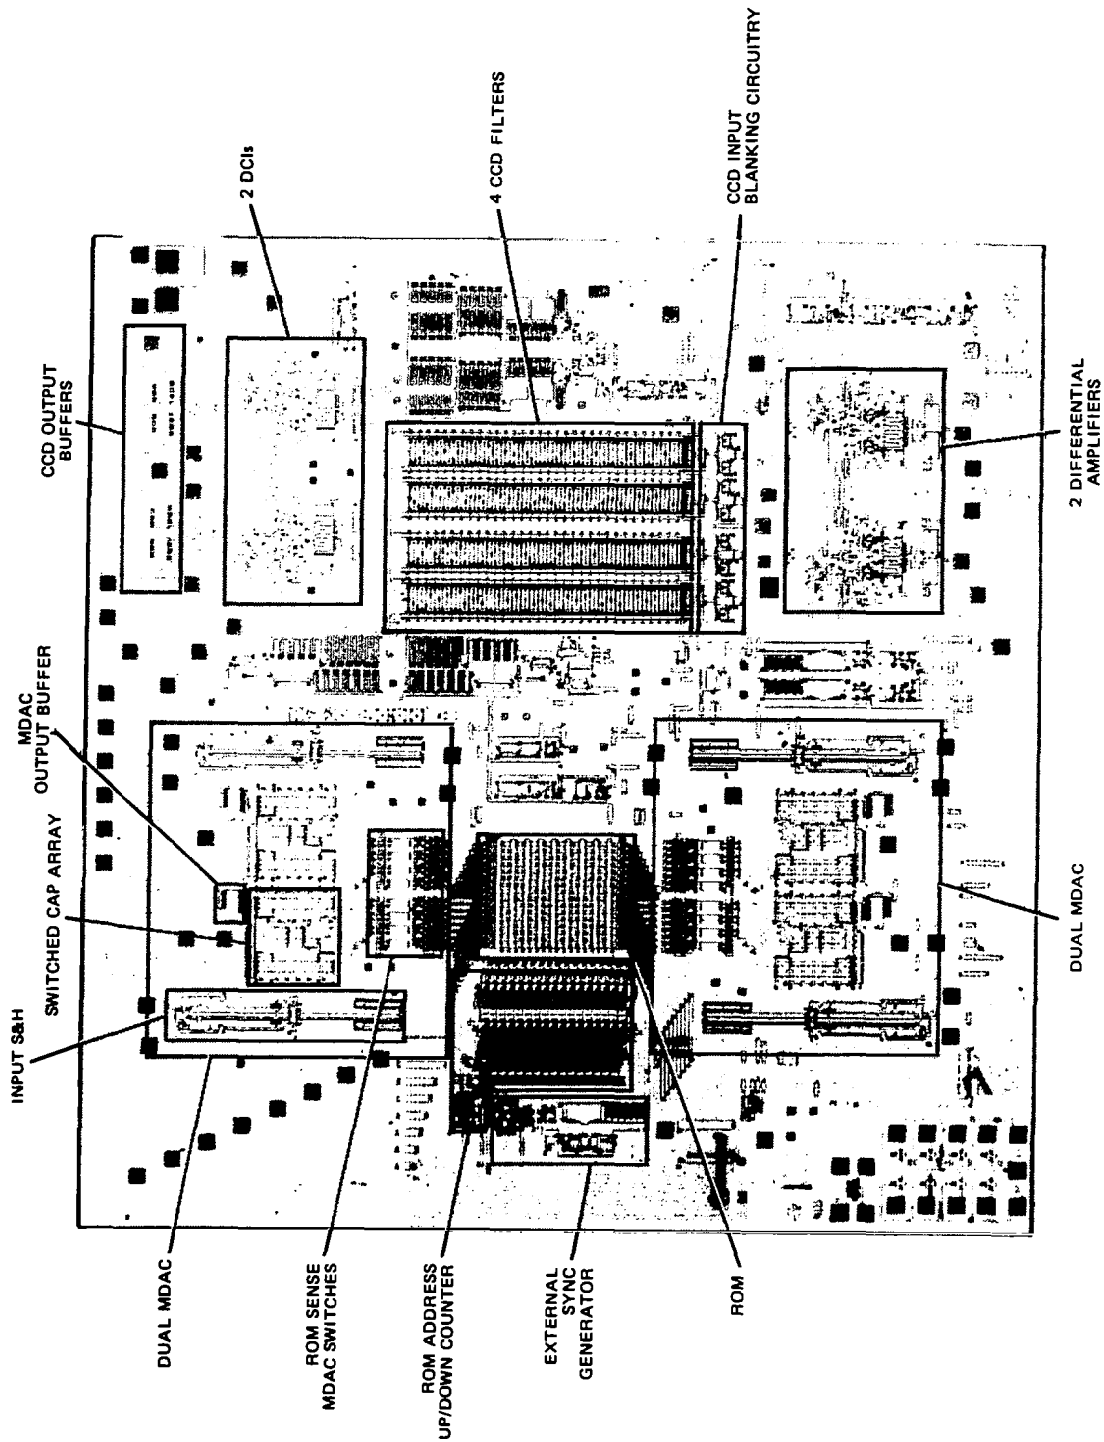 INPUT S&H
SWITCHED CAP ARRAY
MDAC
OUTPUT BUFFER
CCD OUTPUT
BUFFERS
2 DCIs
4 CCD FILTERS
CCD INPUT
BLANKING CIRCUITRY
DUAL MDAC
ROM SENSE
MDAC SWITCHES
ROM ADDRESS
UP/DOWN COUNTER
EXTERNAL
SYNC
GENERATOR
ROM
DUAL MDAC
2 DIFFERENTIAL
AMPLIFIERS